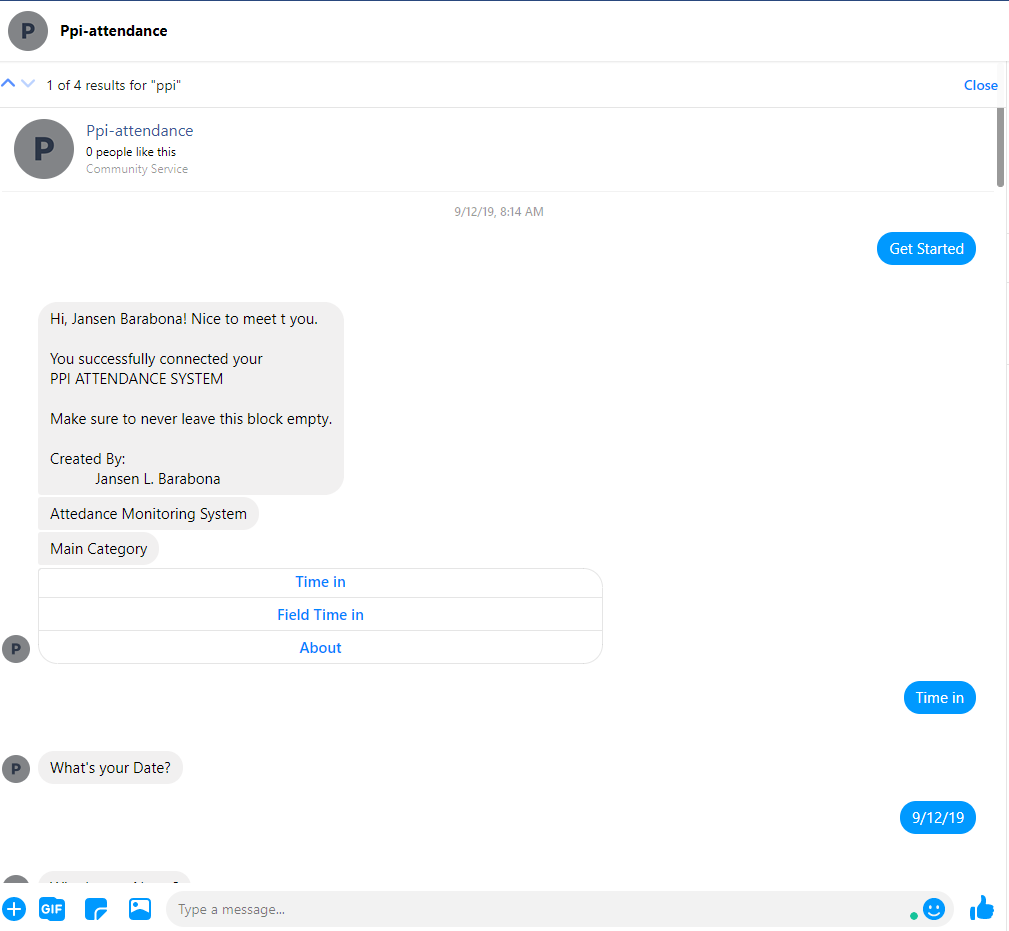 P
Ppi-attendance
1 of 4 results for "ppi"
Close
P
Ppi-attendance
0 people like this
Community Service
9/12/19, 8:14 AM
Get Started
Hi, Jansen Barabona! Nice to meet t you.
You successfully connected your
PPI ATTENDANCE SYSTEM
Make sure to never leave this block empty.
Created By:
Jansen L. Barabona
Attedance Monitoring System
Main Category
Time in
Field Time in
About
P
Time in
P
What's your Date?
9/12/19
GIF
Type a message...